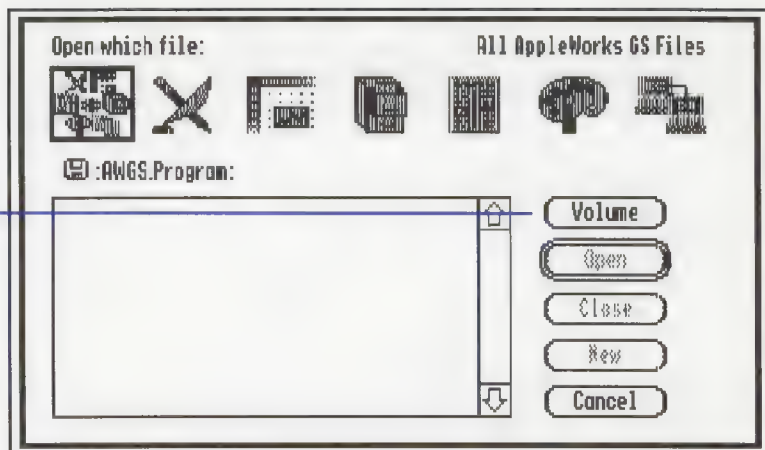 Open which file:
All AppleWorks GS Files
:AWGS.Program:
Volume
Open
Close
New
Cancel